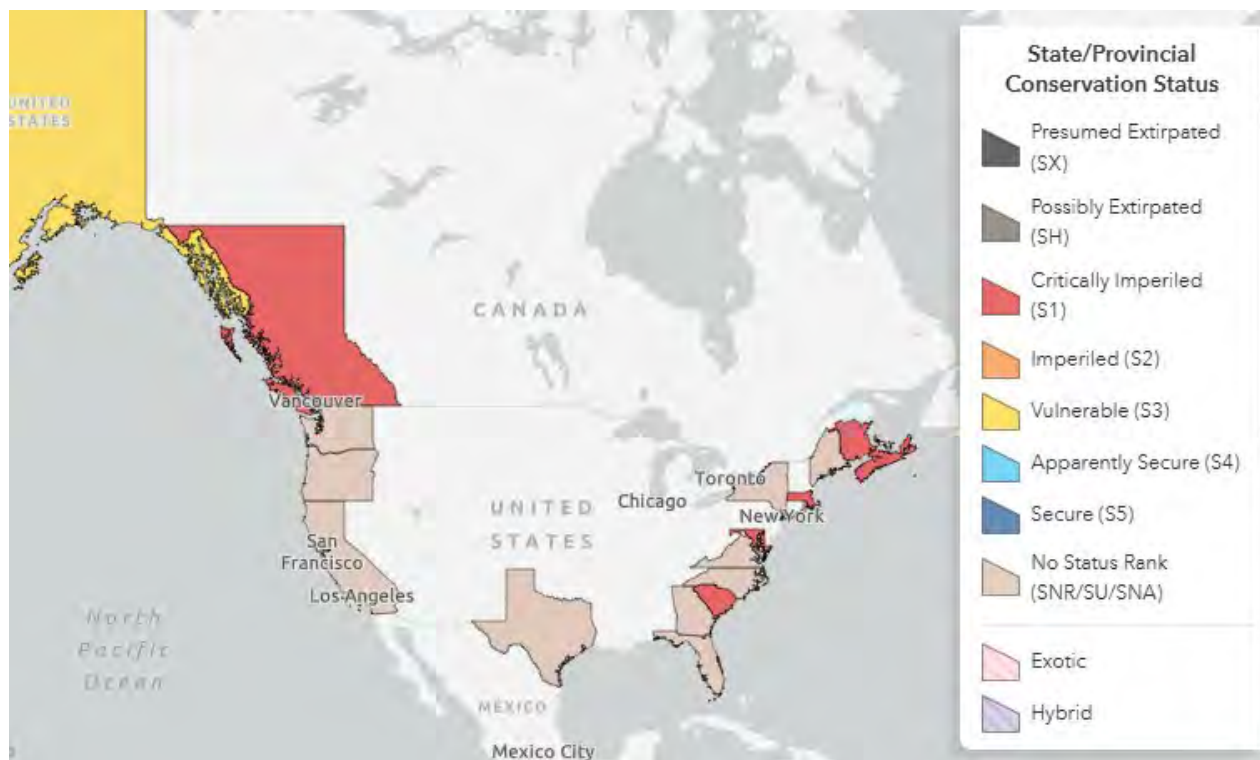 UNITED
STATES
CANADA
Vancouver
Toronto
Chicago
New York
UNITED
STATES
San
Francisco
Los Angeles
North
Pacific
Ocean
MEXICO
Mexico City
State/Provincial
Conservation Status
Presumed Extirpated
(SX)
Possibly Extirpated
(SH)
Critically Imperiled
(S1)
Imperiled (S2)
Vulnerable (S3)
Apparently Secure (S4)
Secure (S5)
No Status Rank
(SNR/SU/SNA)
Exotic
Hybrid